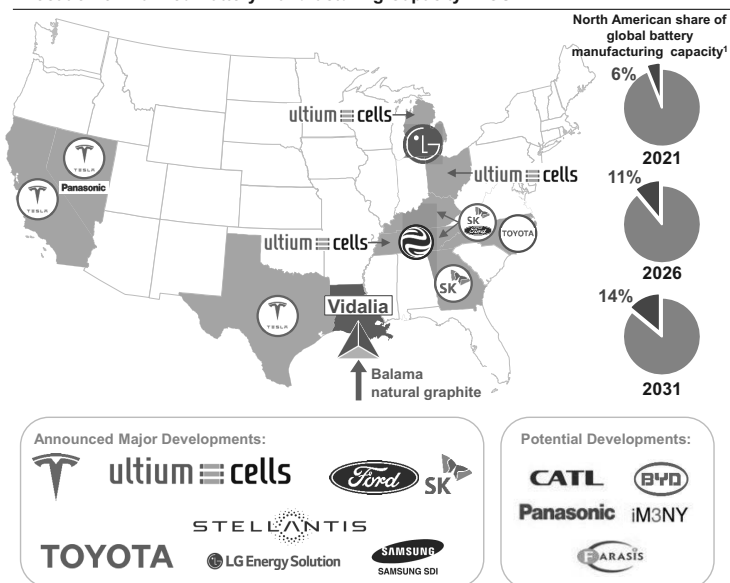 North American share of
global battery
manufacturing capacity¹
6%
2021
11%
2026
14%
2031
ultium cells
LG
ultium cells
TESLA
Panasonic
TESLA
ultium cells
SK
Ford
TOYOTA
SK
TESLA
Vidalia
Balama
natural graphite
Announced Major Developments:
ultium cells
Ford
SK
STELLANTIS
TOYOTA
LG Energy Solution
SAMSUNG
SAMSUNG SDI
Potential Developments:
CATL
BYD
Panasonic
iM3NY
FARASIS